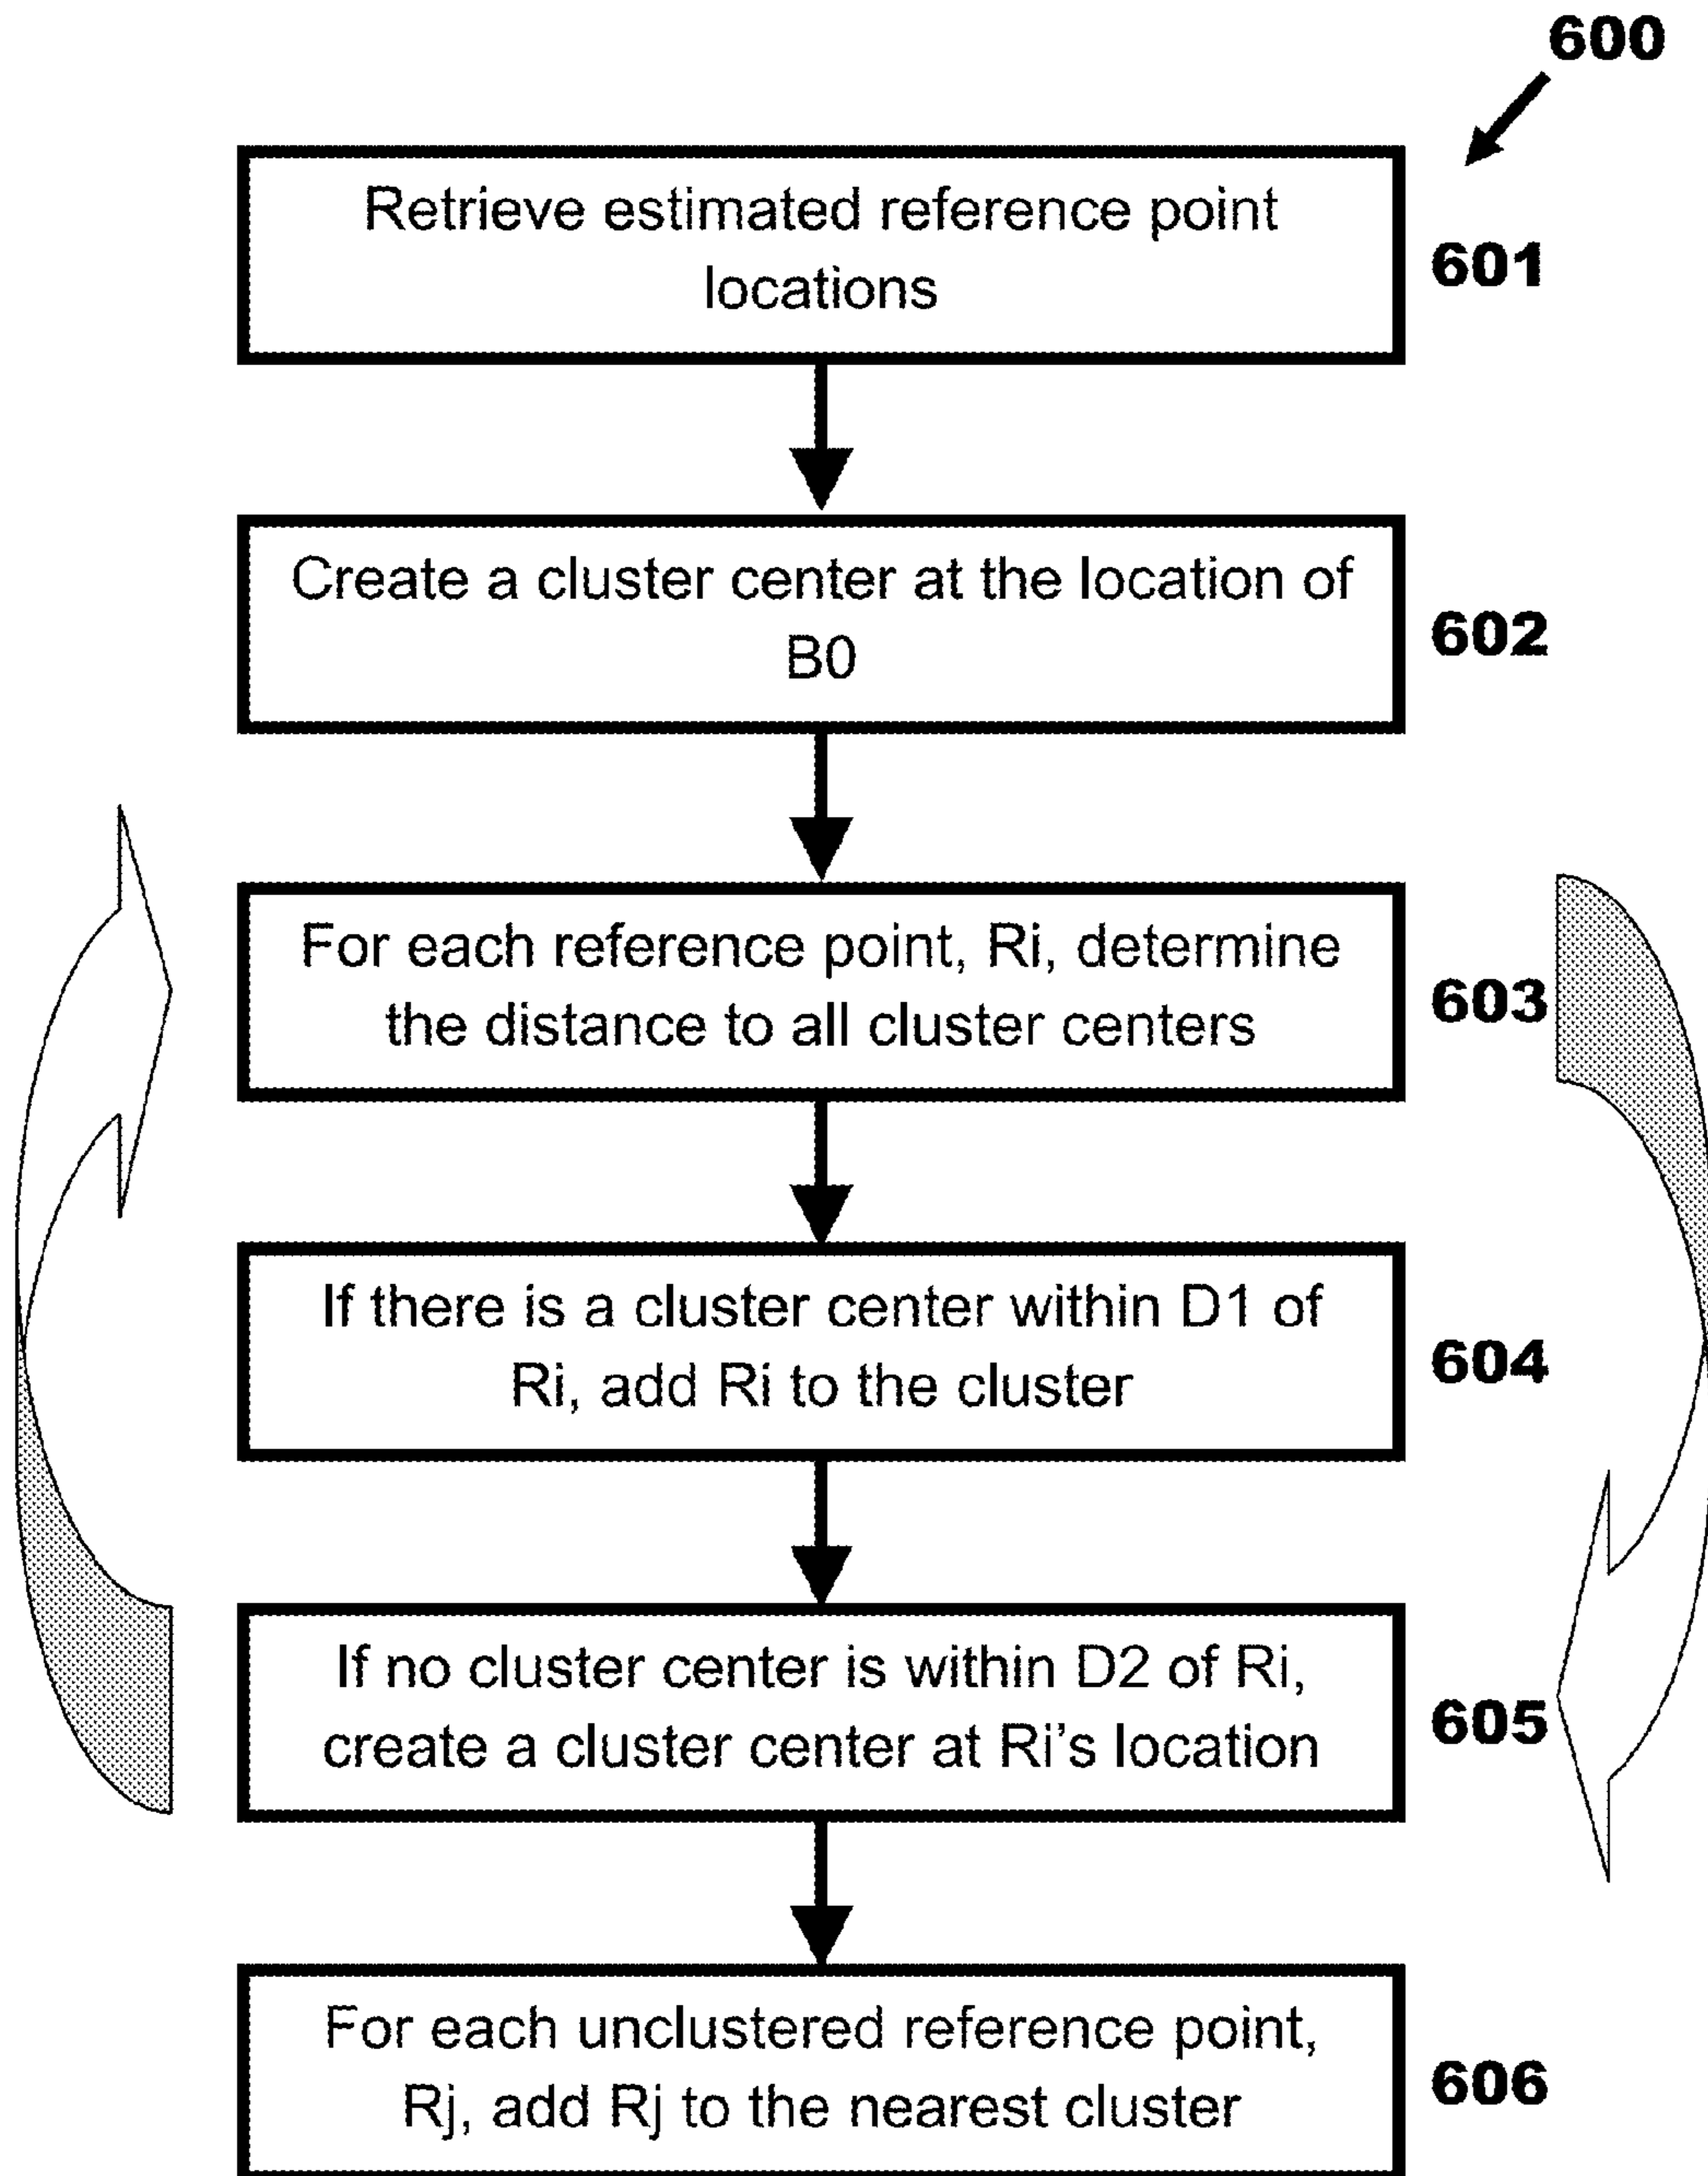 600
Retrieve estimated reference point
locations
601
Create a cluster center at the location of
B0
602
For each reference point, Ri, determine
the distance to all cluster centers
603
If there is a cluster center within D1 of
Ri, add Ri to the cluster
604
If no cluster center is within D2 of Ri,
create a cluster center at Ri's location
605
For each unclustered reference point,
Rj, add Rj to the nearest cluster
606